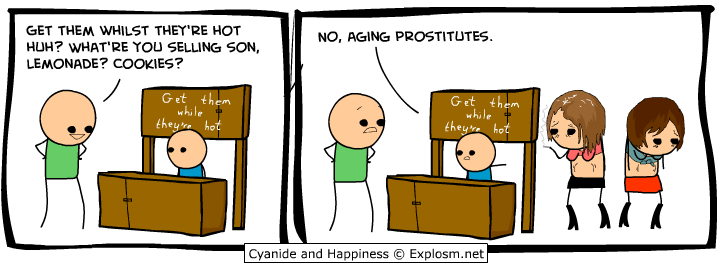 GET THEM WHILST THEY'RE HOT
HUH? WHAT'RE YOU SELLING SON,
LEMONADE? COOKIES?
Get them
while
they're hot
NO, AGING PROSTITUTES.
Get them
while
they're hot
Cyanide and Happiness © Explosm.net